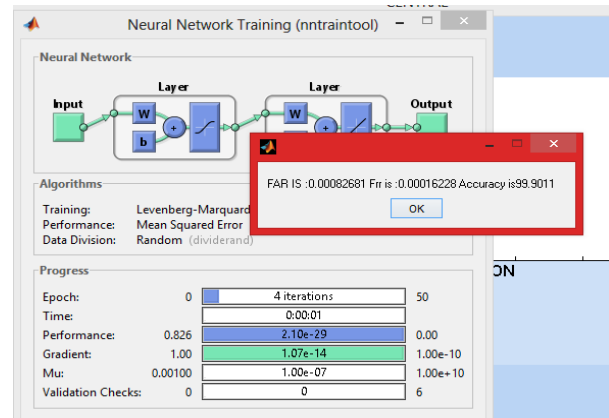 Neural Network Training (nntraintool)
Neural Network
Layer
Layer
Input
Output
W
b
W
FAR IS :0.00082681 Frr is :0.00016228 Accuracy is99.9011
OK
Algorithms
Training: Levenberg-Marquard
Performance: Mean Squared Error
Data Division: Random (dividerand)
Progress
Epoch: 0 4 iterations 50
Time: 0:00:01
Performance: 0.826 2.10e-29 0.00
Gradient: 1.00 1.07e-14 1.00e-10
Mu: 0.00100 1.00e-07 1.00e+10
Validation Checks: 0 0 6
ON